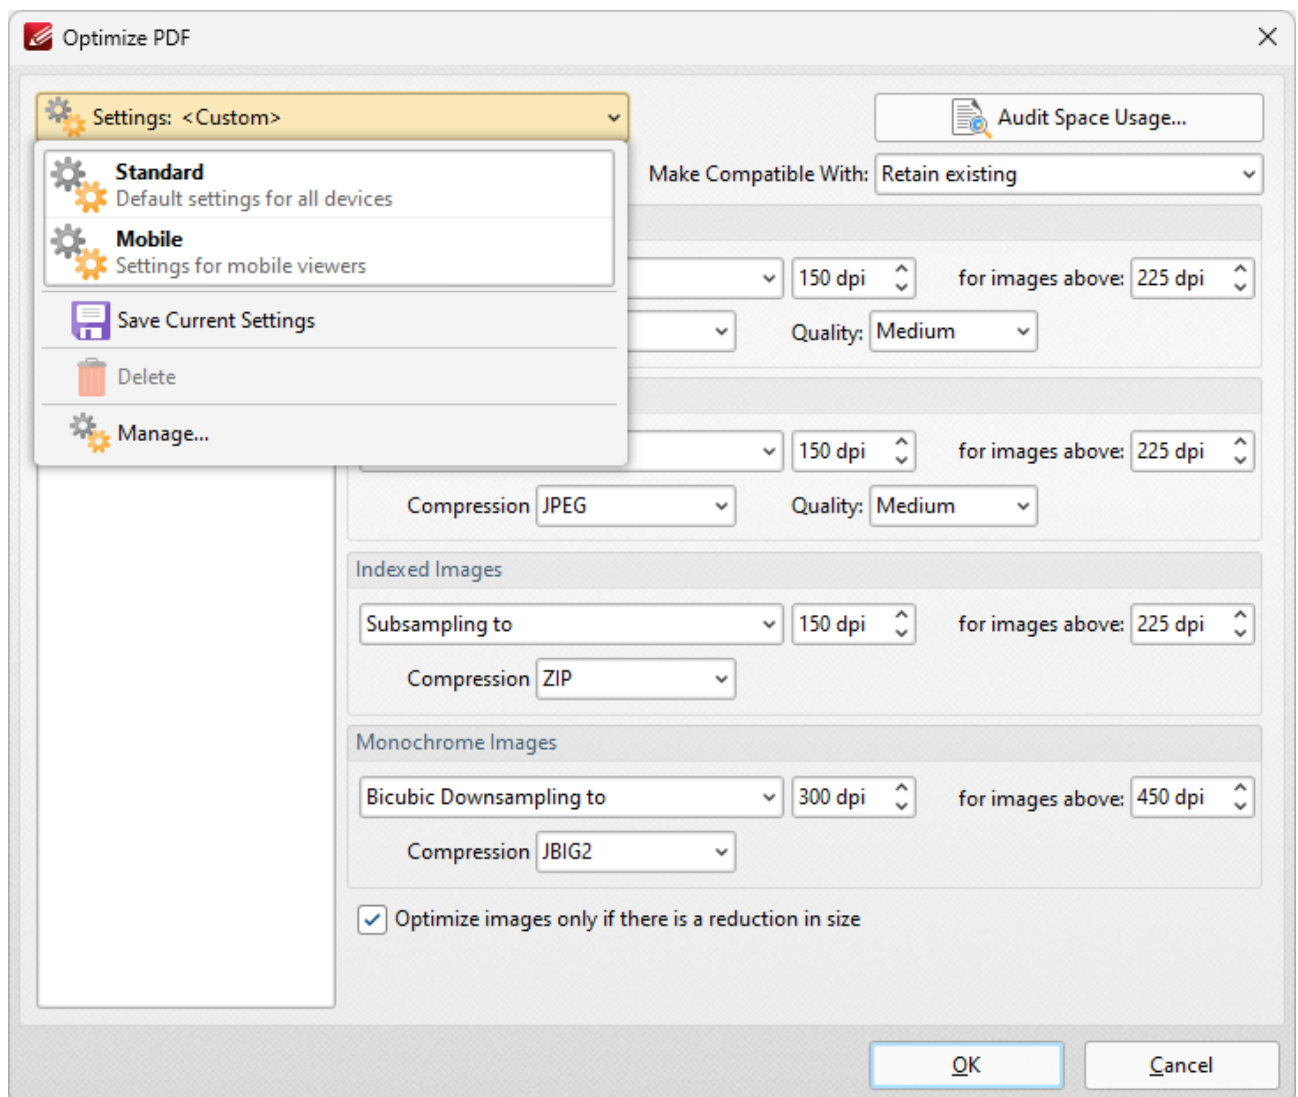 Optimize PDF
Settings: <Custom>
Audit Space Usage...
Standard
Default settings for all devices
Make Compatible With: Retain existing
Mobile
Settings for mobile viewers
150 dpi for images above: 225 dpi
Save Current Settings
Quality: Medium
Delete
Manage...
150 dpi for images above: 225 dpi
Compression JPEG Quality: Medium
Indexed Images
Subsampling to 150 dpi for images above: 225 dpi
Compression ZIP
Monochrome Images
Bicubic Downsampling to 300 dpi for images above: 450 dpi
Compression JBIG2
Optimize images only if there is a reduction in size
OK Cancel